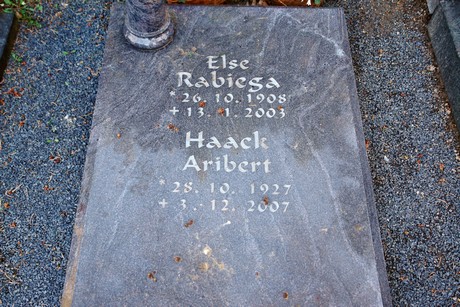 Else
Rabiega
* 26. 10. 1908
+ 13. 1. 2003
Haack
Aribert
* 28. 10. 1927
+ 3. 12. 2007